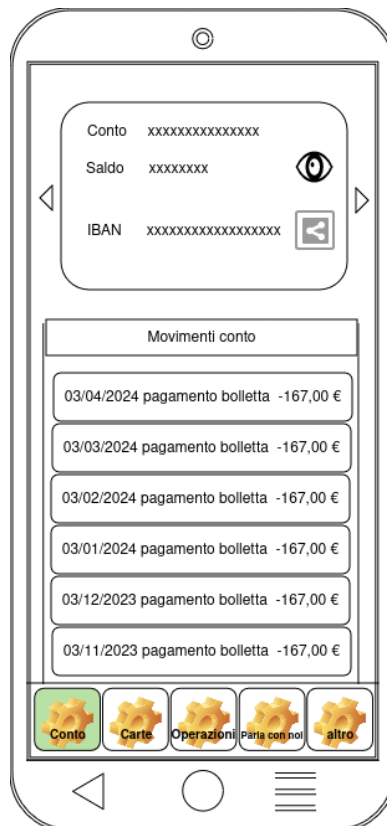 Conto xxxxxxxxxxxxxxx
Saldo xxxxxxxx
IBAN xxxxxxxxxxxxxxxxxx
Movimenti conto
03/04/2024 pagamento bolletta -167,00 €
03/03/2024 pagamento bolletta -167,00 €
03/02/2024 pagamento bolletta -167,00 €
03/01/2024 pagamento bolletta -167,00 €
03/12/2023 pagamento bolletta -167,00 €
03/11/2023 pagamento bolletta -167,00 €
Conto Carte Operazioni Parla con noi altro